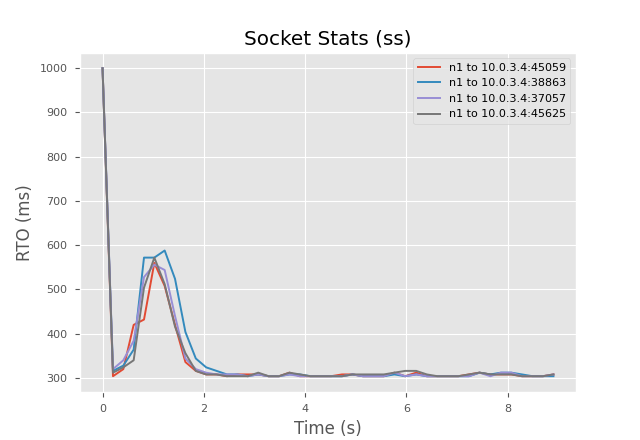 Socket Stats (ss)
n1 to 10.0.3.4:45059
n1 to 10.0.3.4:38863
n1 to 10.0.3.4:37057
n1 to 10.0.3.4:45625
RTO (ms)
1000
900
800
700
600
500
400
300
0 2 4 6 8
Time (s)